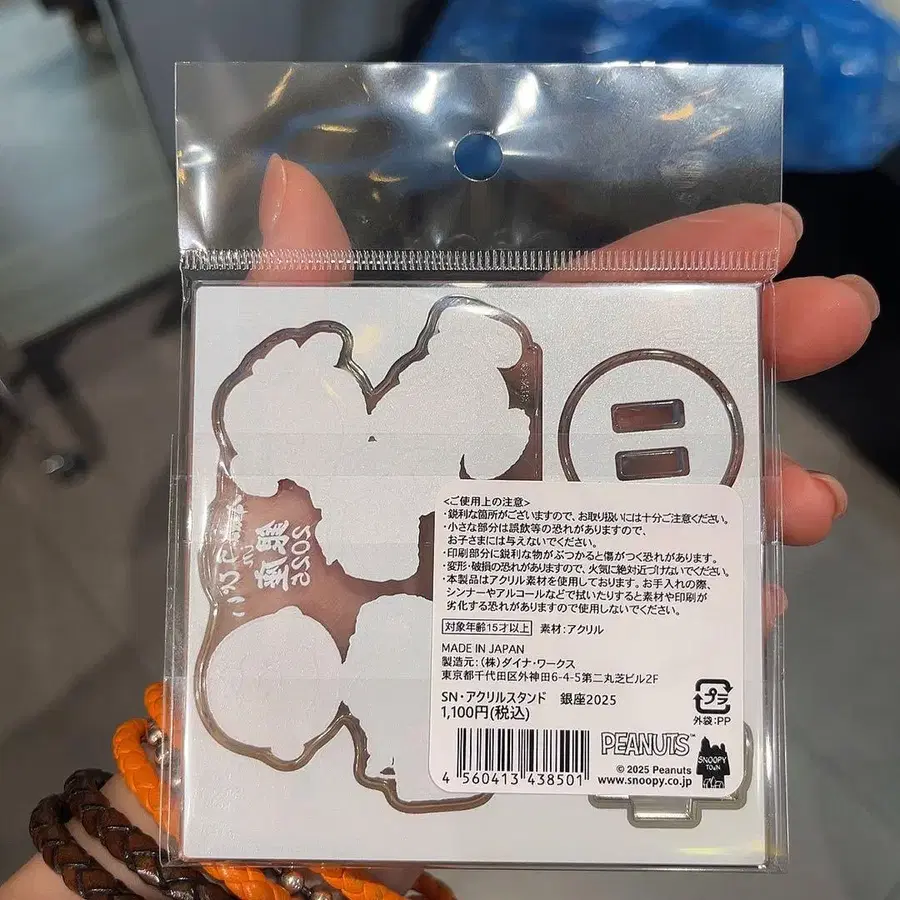 <ご使用上の注意>
・鋭利な箇所がございますので、お取り扱いには十分ご注意ください。
・小さな部分は誤飲等の恐れがありますので、
お子さまには与えないでください。
・印刷部分に鋭利な物がぶつかると傷がつく恐れがあります。
・変形・破損の恐れがありますので、火気に絶対近づけないでください。
・本製品はアクリル素材を使用しております。お手入れの際、
シンナーやアルコールなどで拭いたりすると素材や印刷が
劣化する恐れがありますので使用しないでください。
対象年齢15才以上 素材:アクリル
MADE IN JAPAN
製造元:(株)ダイナ・ワークス
東京都千代田区外神田6-4-5第二丸芝ビル2F
プラ
外袋:PP
SN・アクリルスタンド 銀座2025
1,100円(税込)
4 560413 438501
PEANUTS™
© 2025 Peanuts
www.snoopy.co.jp
SNOOPY
TOWN
銀座
2025